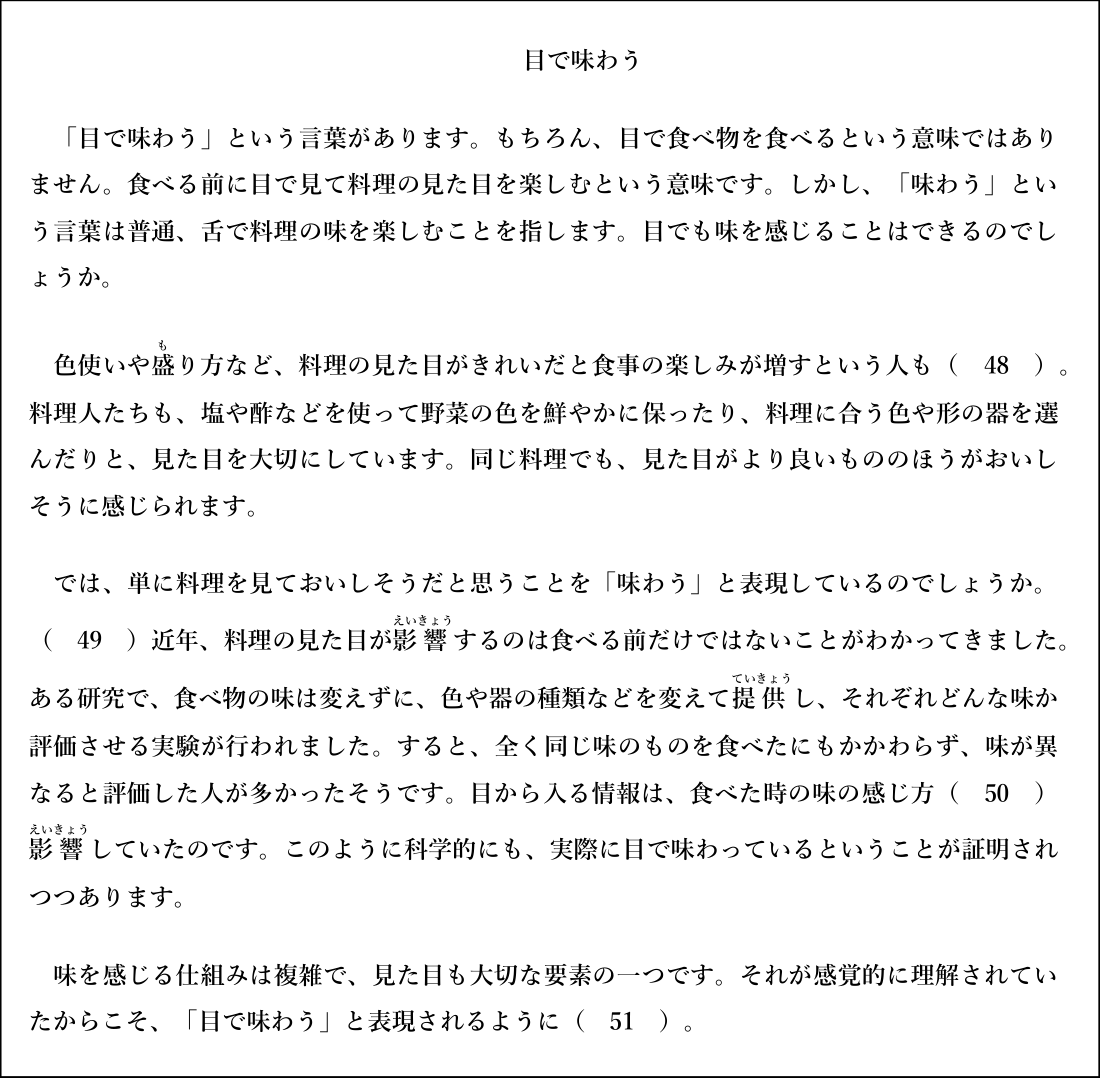 目で味わう
「目で味わう」という言葉があります。もちろん、目で食べ物を食べるという意味ではあり
ません。食べる前に目で見て料理の見た目を楽しむという意味です。しかし、「味わう」とい
う言葉は普通、舌で料理の味を楽しむことを指します。目でも味を感じることはできるのでし
ょうか。
も
色使いや盛り方など、料理の見た目がきれいだと食事の楽しみが増すという人も（　48　）。
料理人たちも、塩や酢などを使って野菜の色を鮮やかに保ったり、料理に合う色や形の器を選
んだりと、見た目を大切にしています。同じ料理でも、見た目がより良いもののほうがおいし
そうに感じられます。
では、単に料理を見ておいしそうだと思うことを「味わう」と表現しているのでしょうか。
えいきょう
（　49　）近年、料理の見た目が影響するのは食べる前だけではないことがわかってきました。
ていきょう
ある研究で、食べ物の味は変えずに、色や器の種類などを変えて提供し、それぞれどんな味か
評価させる実験が行われました。すると、全く同じ味のものを食べたにもかかわらず、味が異
なると評価した人が多かったそうです。目から入る情報は、食べた時の味の感じ方（　50　）
えいきょう
影響していたのです。このように科学的にも、実際に目で味わっているということが証明され
つつあります。
味を感じる仕組みは複雑で、見た目も大切な要素の一つです。それが感覚的に理解されてい
たからこそ、「目で味わう」と表現されるように（　51　）。